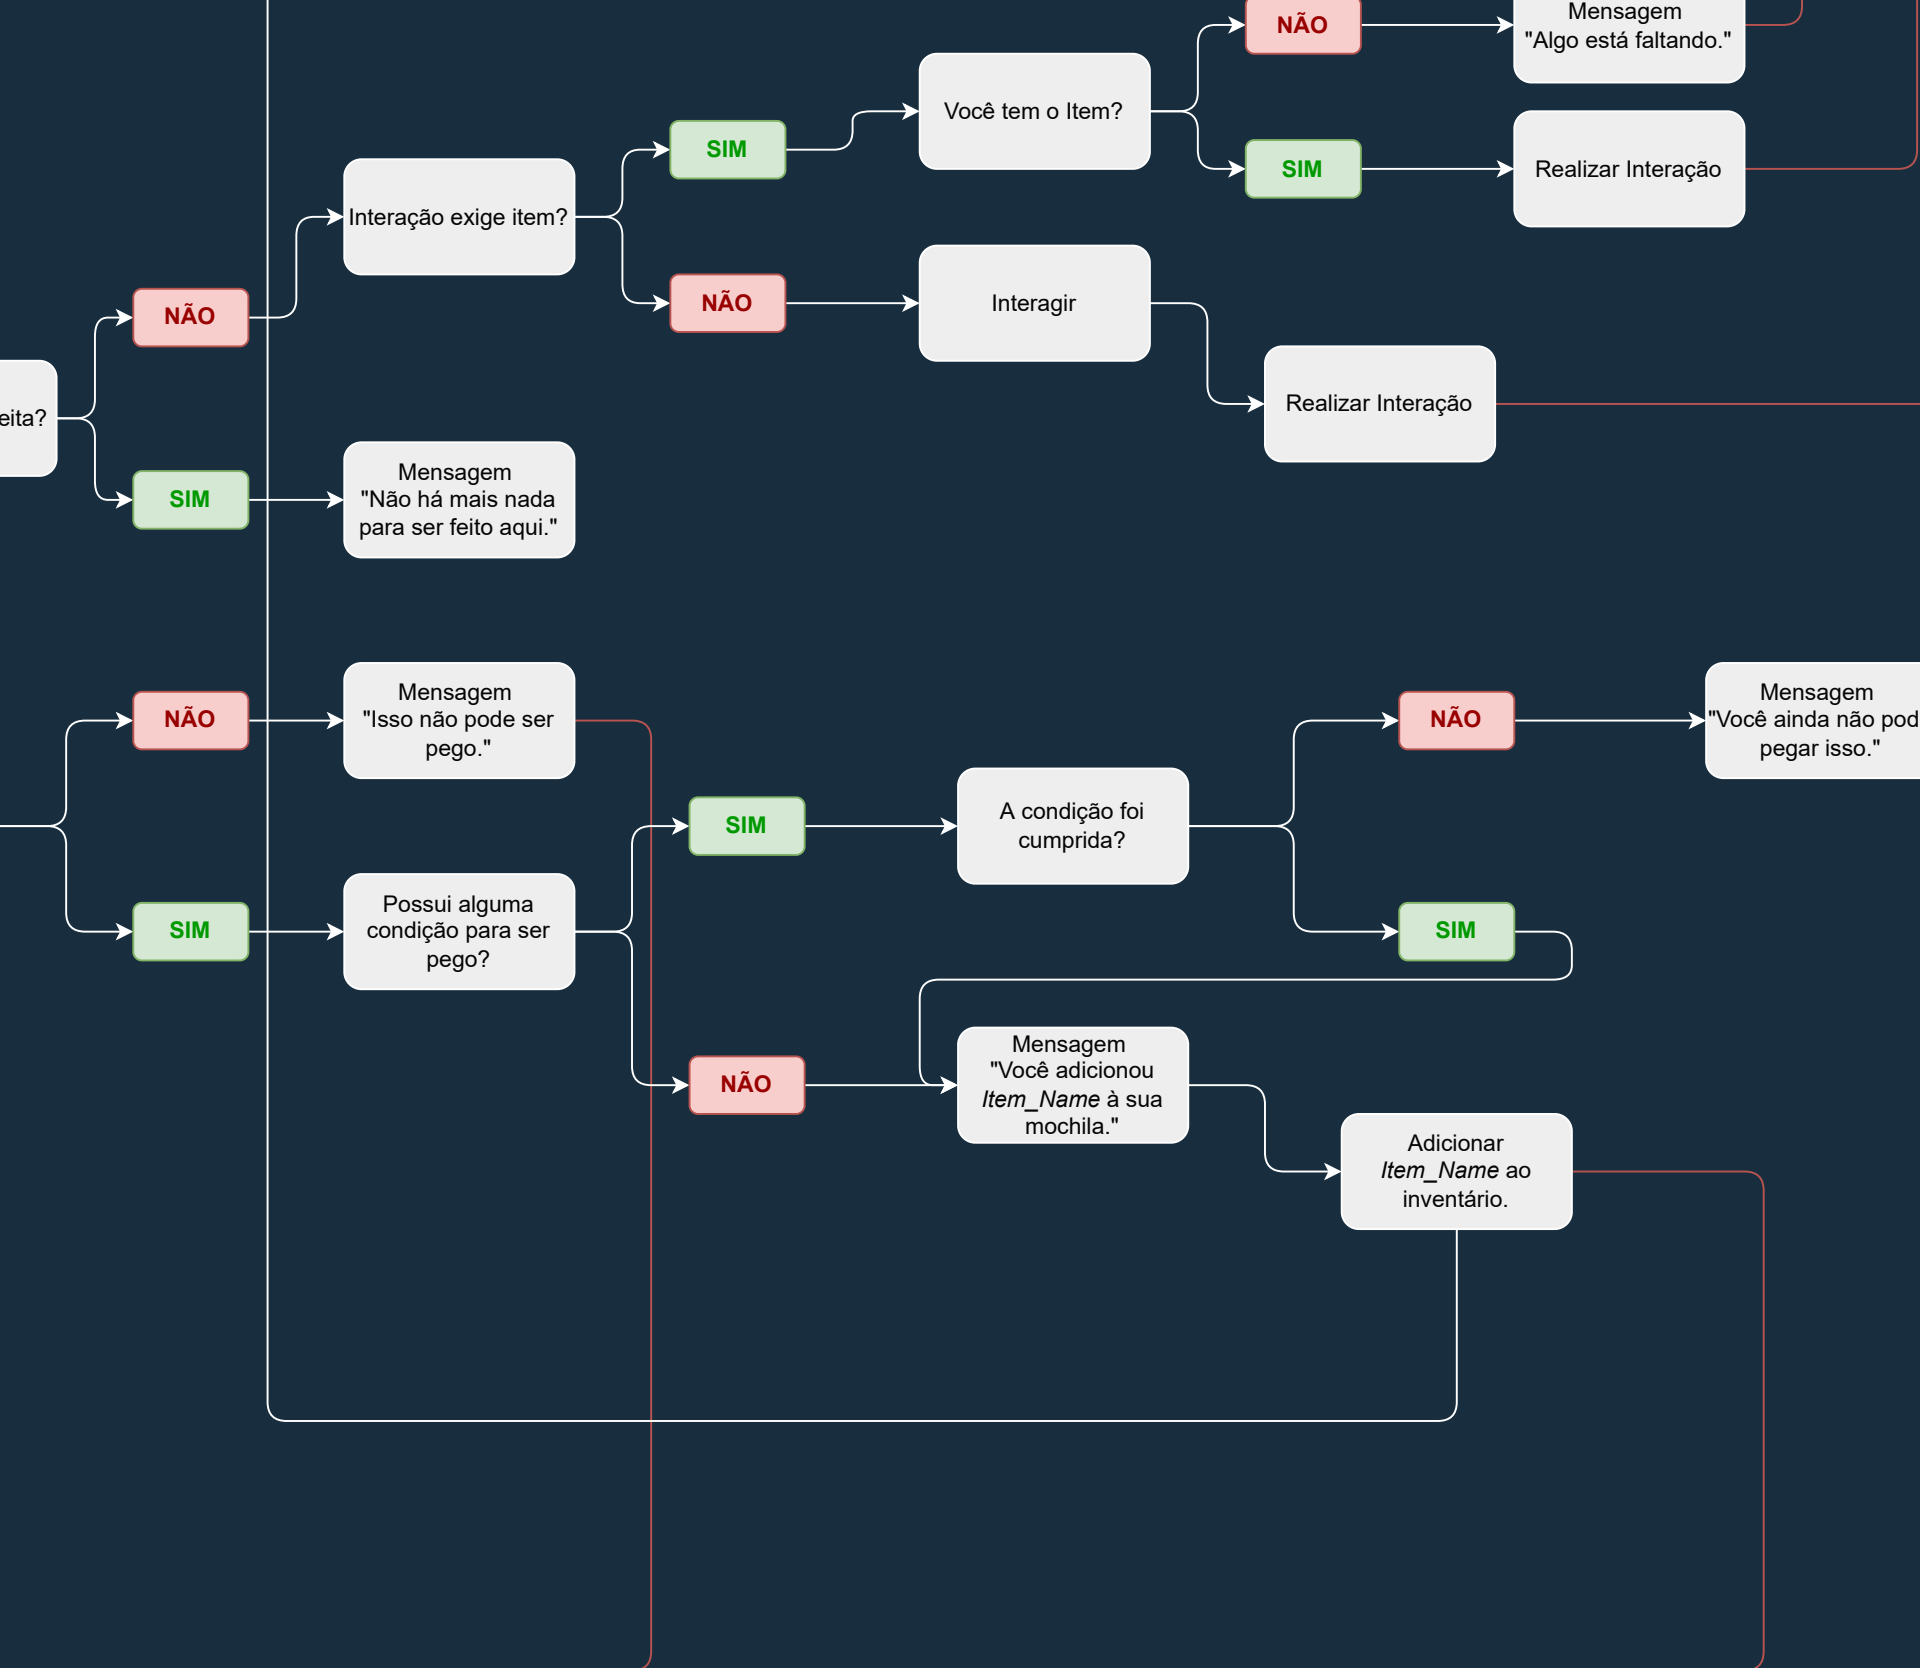 NÃO
Mensagem
"Algo está faltando."
Você tem o Item?
SIM
SIM
Realizar Interação
Interação exige item?
NÃO
Interagir
NÃO
Realizar Interação
eita?
SIM
Mensagem
"Não há mais nada
para ser feito aqui."
NÃO
Mensagem
"Isso não pode ser
pego."
NÃO
Mensagem
"Você ainda não pod
pegar isso."
SIM
A condição foi
cumprida?
SIM
Possui alguma
condição para ser
pego?
SIM
NÃO
Mensagem
"Você adicionou
Item_Name à sua
mochila."
Adicionar
Item_Name ao
inventário.